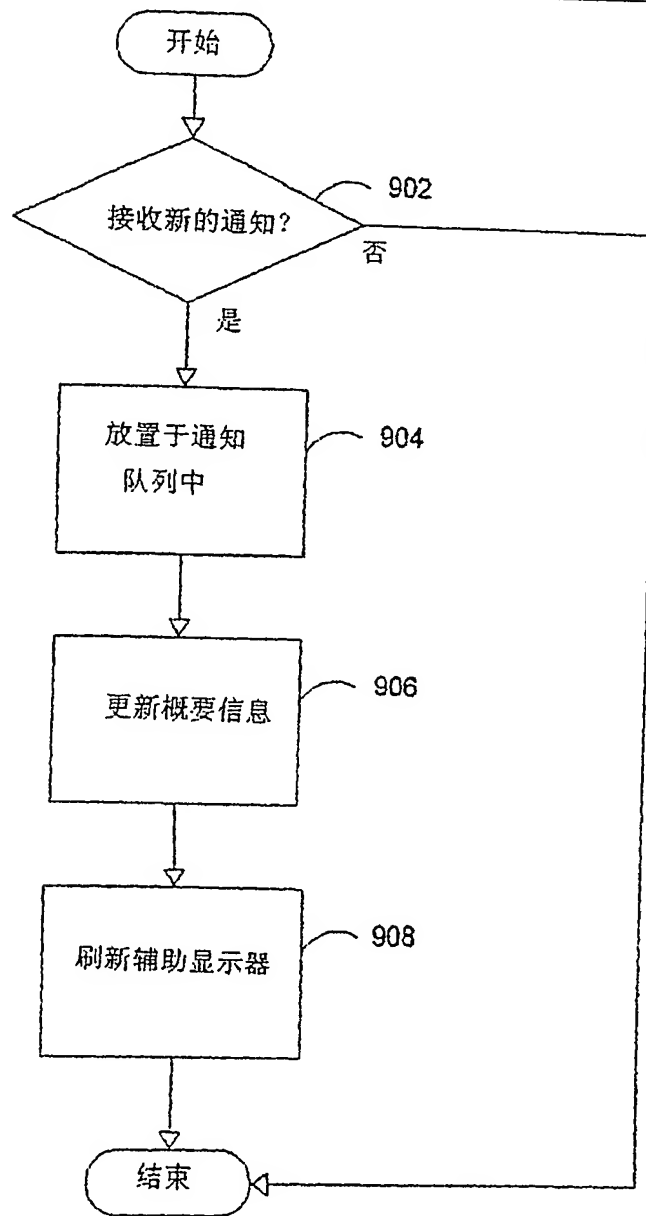 开始
902
接收新的通知?
否
是
放置于通知
队列中
904
更新概要信息
906
刷新辅助显示器
908
结束